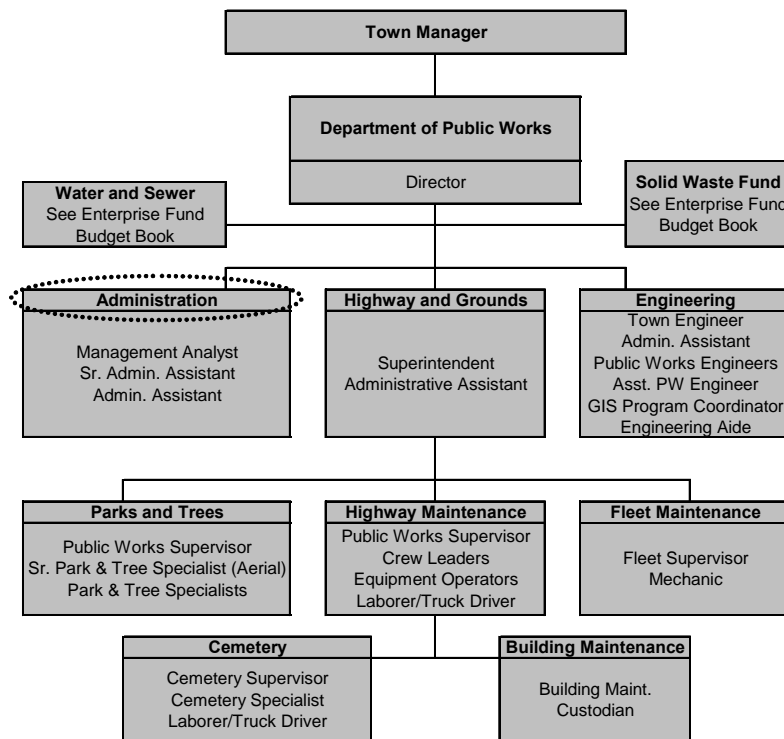 Town Manager
Department of Public Works
Director
Water and Sewer
See Enterprise Fund
Budget Book
Solid Waste Fund
See Enterprise Fund
Budget Book
Administration
Management Analyst
Sr. Admin. Assistant
Admin. Assistant
Highway and Grounds
Superintendent
Administrative Assistant
Engineering
Town Engineer
Admin. Assistant
Public Works Engineers
Asst. PW Engineer
GIS Program Coordinator
Engineering Aide
Parks and Trees
Public Works Supervisor
Sr. Park & Tree Specialist (Aerial)
Park & Tree Specialists
Highway Maintenance
Public Works Supervisor
Crew Leaders
Equipment Operators
Laborer/Truck Driver
Fleet Maintenance
Fleet Supervisor
Mechanic
Cemetery
Cemetery Supervisor
Cemetery Specialist
Laborer/Truck Driver
Building Maintenance
Building Maint.
Custodian